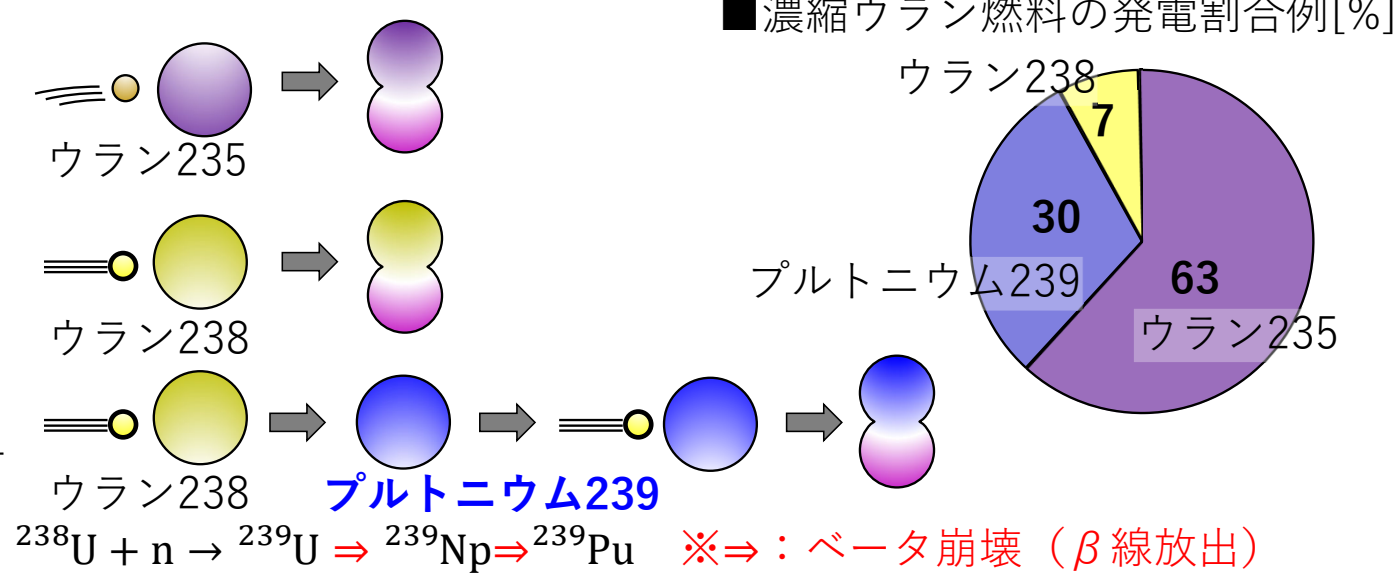 ■濃縮ウラン燃料の発電割合例[%]
ウラン238
7
30
プルトニウム239
63
ウラン235
ウラン235
ウラン238
ウラン238
プルトニウム239
²³⁸U + n → ²³⁹U ⇒ ²³⁹Np⇒²³⁹Pu ※⇒：ベータ崩壊（β線放出）